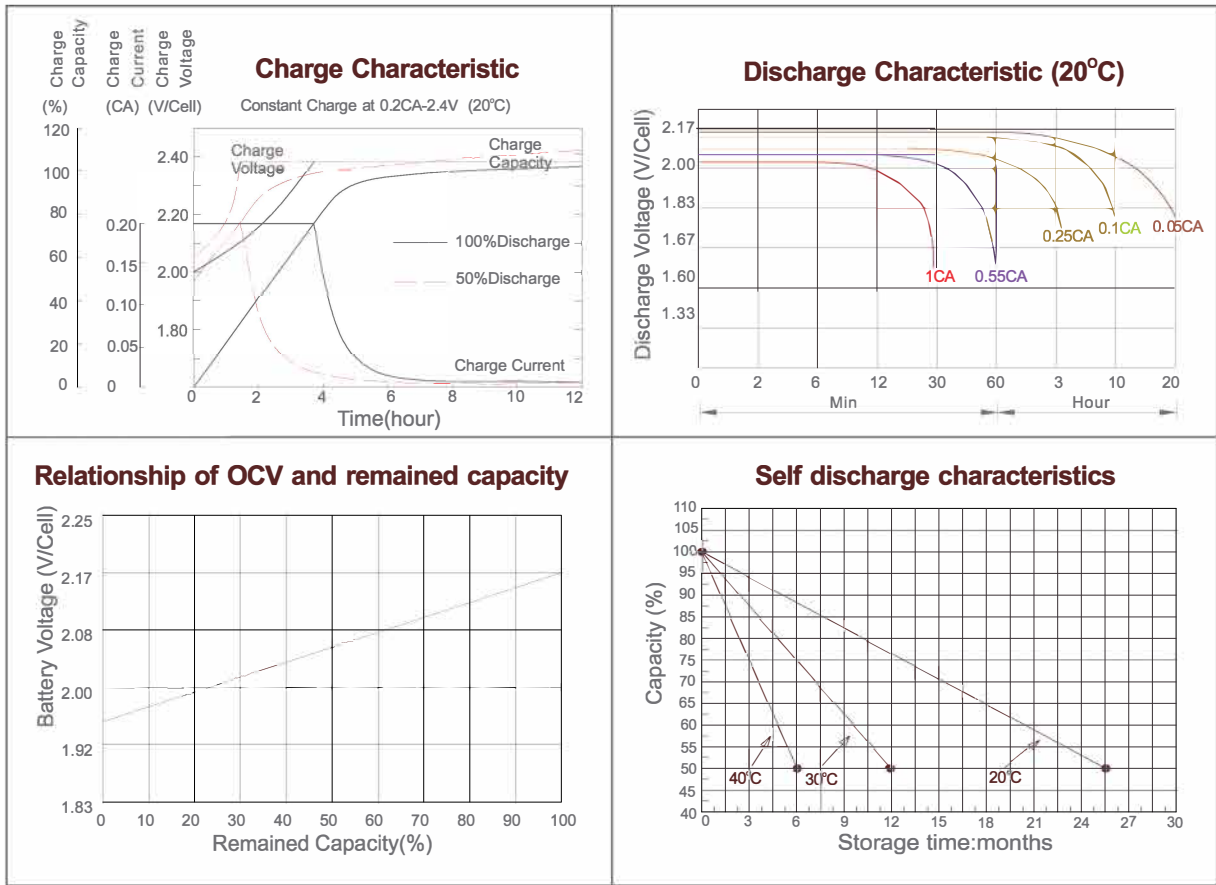 Charge Capacity
Charge Current
Charge Voltage
(%) (CA) (V/Cell)
Charge Characteristic
Constant Charge at 0.2CA-2.4V (20°C)
120
100
80
60
40
20
0
0.20
0.15
0.10
0.05
0
2.40
2.20
2.00
1.80
Charge Voltage
Charge Capacity
100%Discharge
50%Discharge
Charge Current
0 2 4 6 8 10 12
Time(hour)
Discharge Characteristic (20°C)
Discharge Voltage (V/Cell)
2.17
2.00
1.83
1.67
1.60
1.33
0
1CA
0.55CA
0.25CA
0.1CA
0.05CA
0 2 6 12 30 60 3 10 20
Min Hour
Relationship of OCV and remained capacity
Battery Voltage (V/Cell)
2.25
2.17
2.08
2.00
1.92
1.83
0 10 20 30 40 50 60 70 80 90 100
Remained Capacity(%)
Self discharge characteristics
Capacity (%)
110
105
100
95
90
85
80
75
70
65
60
55
50
45
40
40°C
30°C
20°C
0 3 6 9 12 15 18 21 24 27 30
Storage time:months